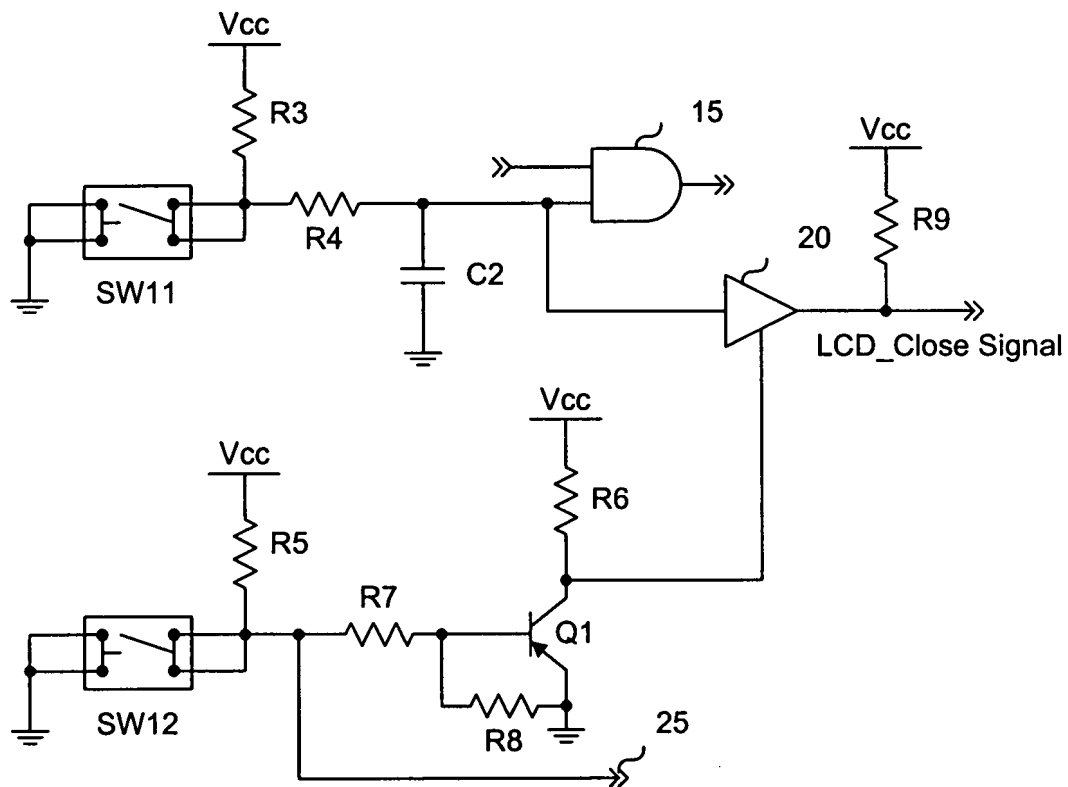 Vcc
R3
15
Vcc
R4
C2
R9
20
SW11
LCD_Close Signal
Vcc
Vcc
R6
R5
R7
Q1
SW12
R8
25